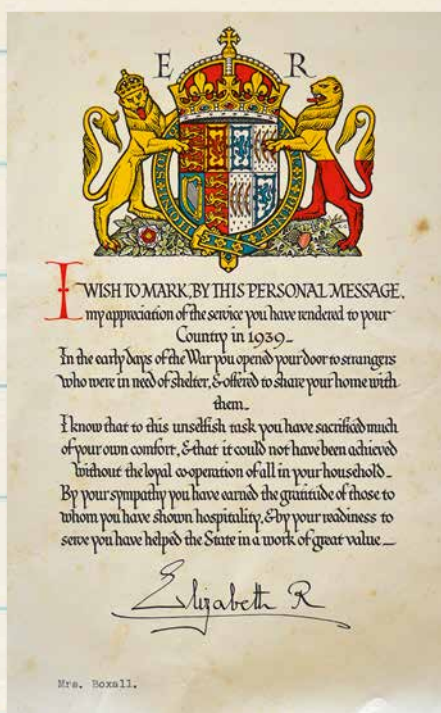 E R
I WISH TO MARK, BY THIS PERSONAL MESSAGE,
my appreciation of the service you have rendered to your
Country in 1939_
In the early days of the War you opened your door to strangers
who were in need of shelter, & offered to share your home with
them_
I know that to this unselfish task you have sacrificed much
of your own comfort, & that it could not have been achieved
without the loyal co-operation of all in your household_
By your sympathy you have earned the gratitude of those to
whom you have shown hospitality, & by your readiness to
serve you have helped the State in a work of great value_
Elizabeth R
Mrs. Boxall.